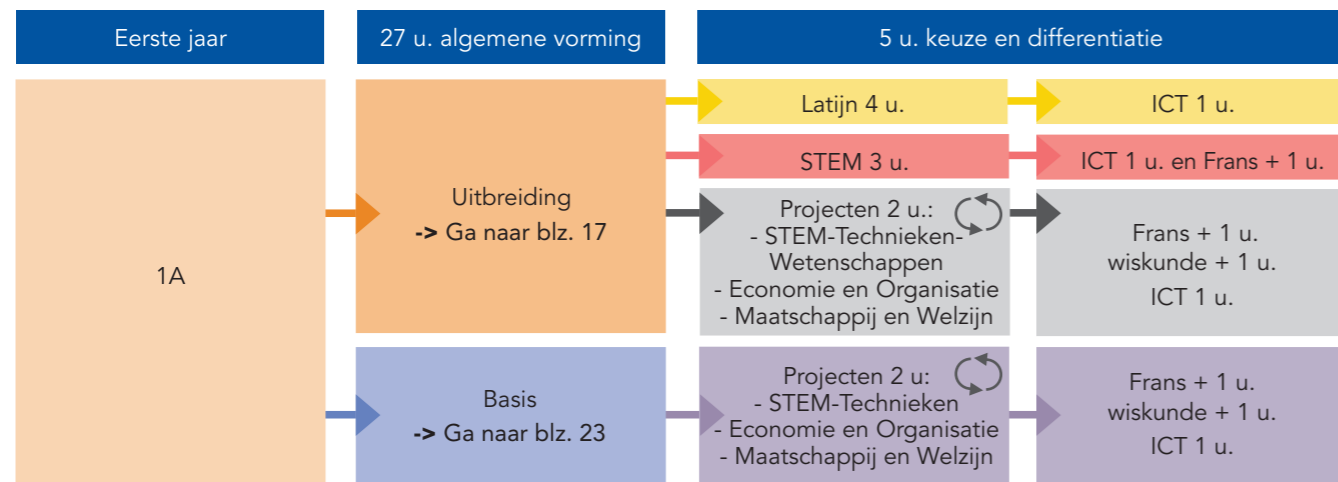 Eerste jaar
27 u. algemene vorming
5 u. keuze en differentiatie
1A
Uitbreiding
-> Ga naar blz. 17
Latijn 4 u.
ICT 1 u.
STEM 3 u.
ICT 1 u. en Frans + 1 u.
Projecten 2 u.:
- STEM-Technieken-
Wetenschappen
- Economie en Organisatie
- Maatschappij en Welzijn
Frans + 1 u.
wiskunde + 1 u.
ICT 1 u.
Basis
-> Ga naar blz. 23
Projecten 2 u:
- STEM-Technieken
- Economie en Organisatie
- Maatschappij en Welzijn
Frans + 1 u.
wiskunde + 1 u.
ICT 1 u.